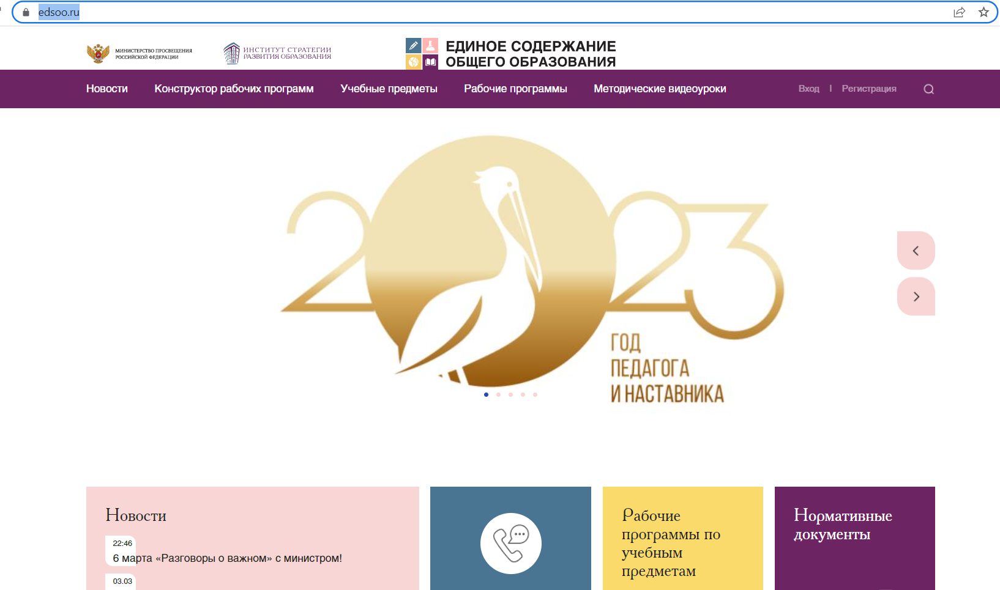 edsoo.ru
МИНИСТЕРСТВО ПРОСВЕЩЕНИЯ
РОССИЙСКОЙ ФЕДЕРАЦИИ
ИНСТИТУТ СТРАТЕГИИ
РАЗВИТИЯ ОБРАЗОВАНИЯ
ЕДИНОЕ СОДЕРЖАНИЕ
ОБЩЕГО ОБРАЗОВАНИЯ
Новости Конструктор рабочих программ Учебные предметы Рабочие программы Методические видеоуроки Вход | Регистрация
2023
ГОД
ПЕДАГОГА
И НАСТАВНИКА
Новости
22:46
6 марта «Разговоры о важном» с министром!
03.03
Рабочие
программы по
учебным
предметам
Нормативные
документы